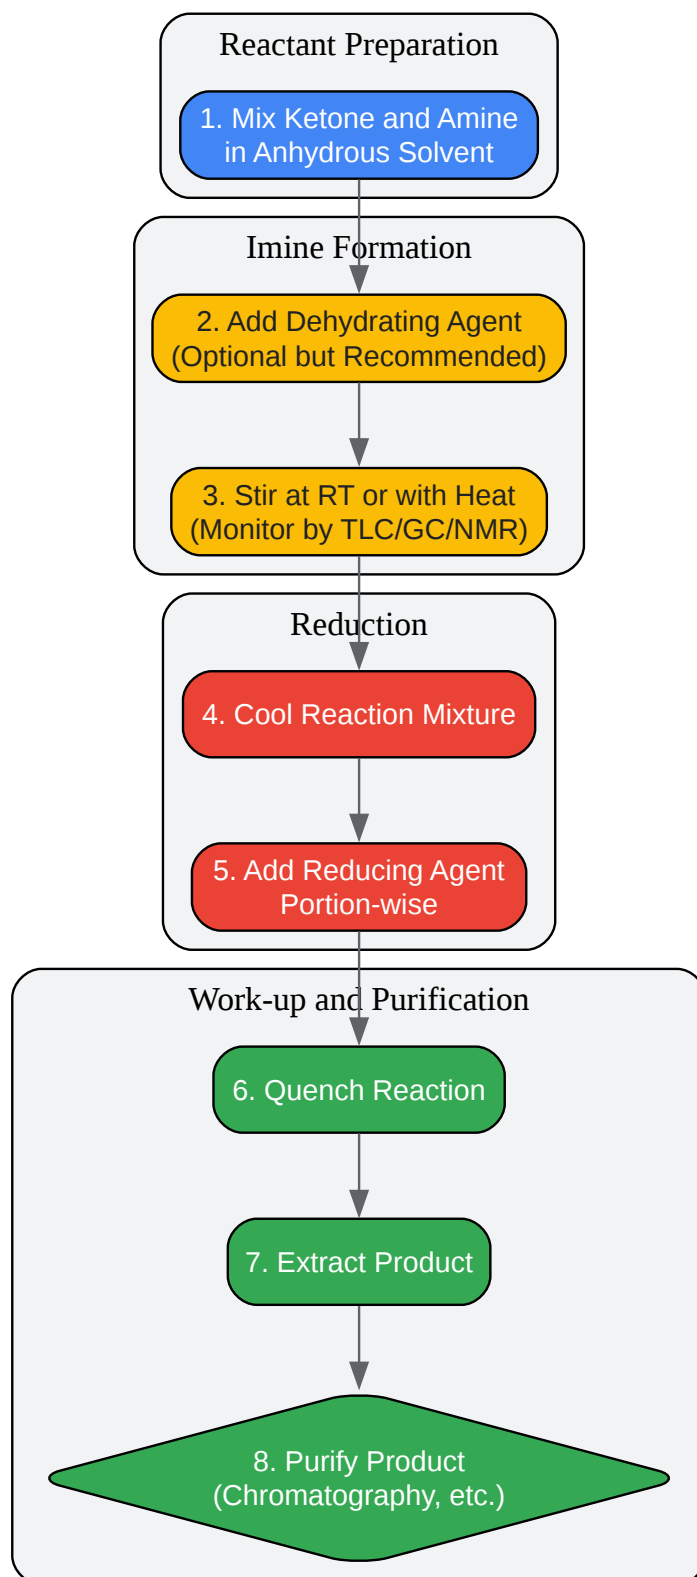 Reactant Preparation
1. Mix Ketone and Amine
in Anhydrous Solvent
Imine Formation
2. Add Dehydrating Agent
(Optional but Recommended)
3. Stir at RT or with Heat
(Monitor by TLC/GC/NMR)
Reduction
4. Cool Reaction Mixture
5. Add Reducing Agent
Portion-wise
Work-up and Purification
6. Quench Reaction
7. Extract Product
8. Purify Product
(Chromatography, etc.)